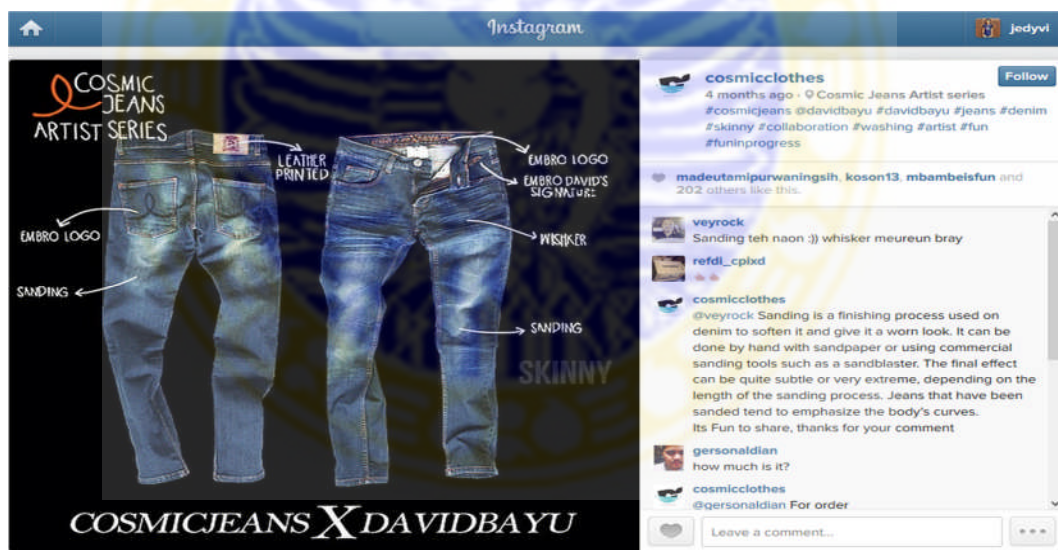 Instagram
jedyvi
COSMIC
JEANS
ARTIST SERIES
LEATHER
PRINTED
EMBRO LOGO
SANDING
EMBRO LOGO
EMBRO DAVID'S
SIGNATURE
WISHKER
SANDING
SKINNY
COSMICJEANS X DAVIDBAYU
cosmicclothes
Follow
4 months ago · Cosmic Jeans Artist series
#cosmicjeans @davidbayu #davidbayu #jeans #denim
#skinny #collaboration #washing #artist #fun
#funinprogress
madeutamipurwaningsih, koson13, mbambeisfun and
202 others like this.
veyrock
Sanding teh naon :)) whisker meureun bray
refdi_cplxd
cosmicclothes
@veyrock Sanding is a finishing process used on
denim to soften it and give it a worn look. It can be
done by hand with sandpaper or using commercial
sanding tools such as a sandblaster. The final effect
can be quite subtle or very extreme, depending on the
length of the sanding process. Jeans that have been
sanded tend to emphasize the body's curves.
Its Fun to share, thanks for your comment
gersonaldian
how much is it?
cosmicclothes
@gersonaldian For order
Leave a comment...